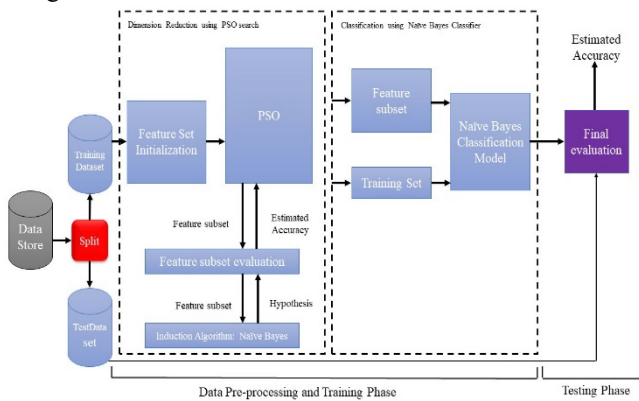 Dimension Reduction using PSO search
Classification using Naïve Bayes Classifier
Estimated
Accuracy
Feature Set
Initialization
PSO
Feature
subset
Naïve Bayes
Classification
Model
Final
evaluation
Training
Dataset
Training Set
Data
Store
Split
Feature subset
Estimated
Accuracy
Feature subset evaluation
Feature subset
Hypothesis
TestData
set
Induction Algorithm: Naïve Bayes
Data Pre-processing and Training Phase
Testing Phase